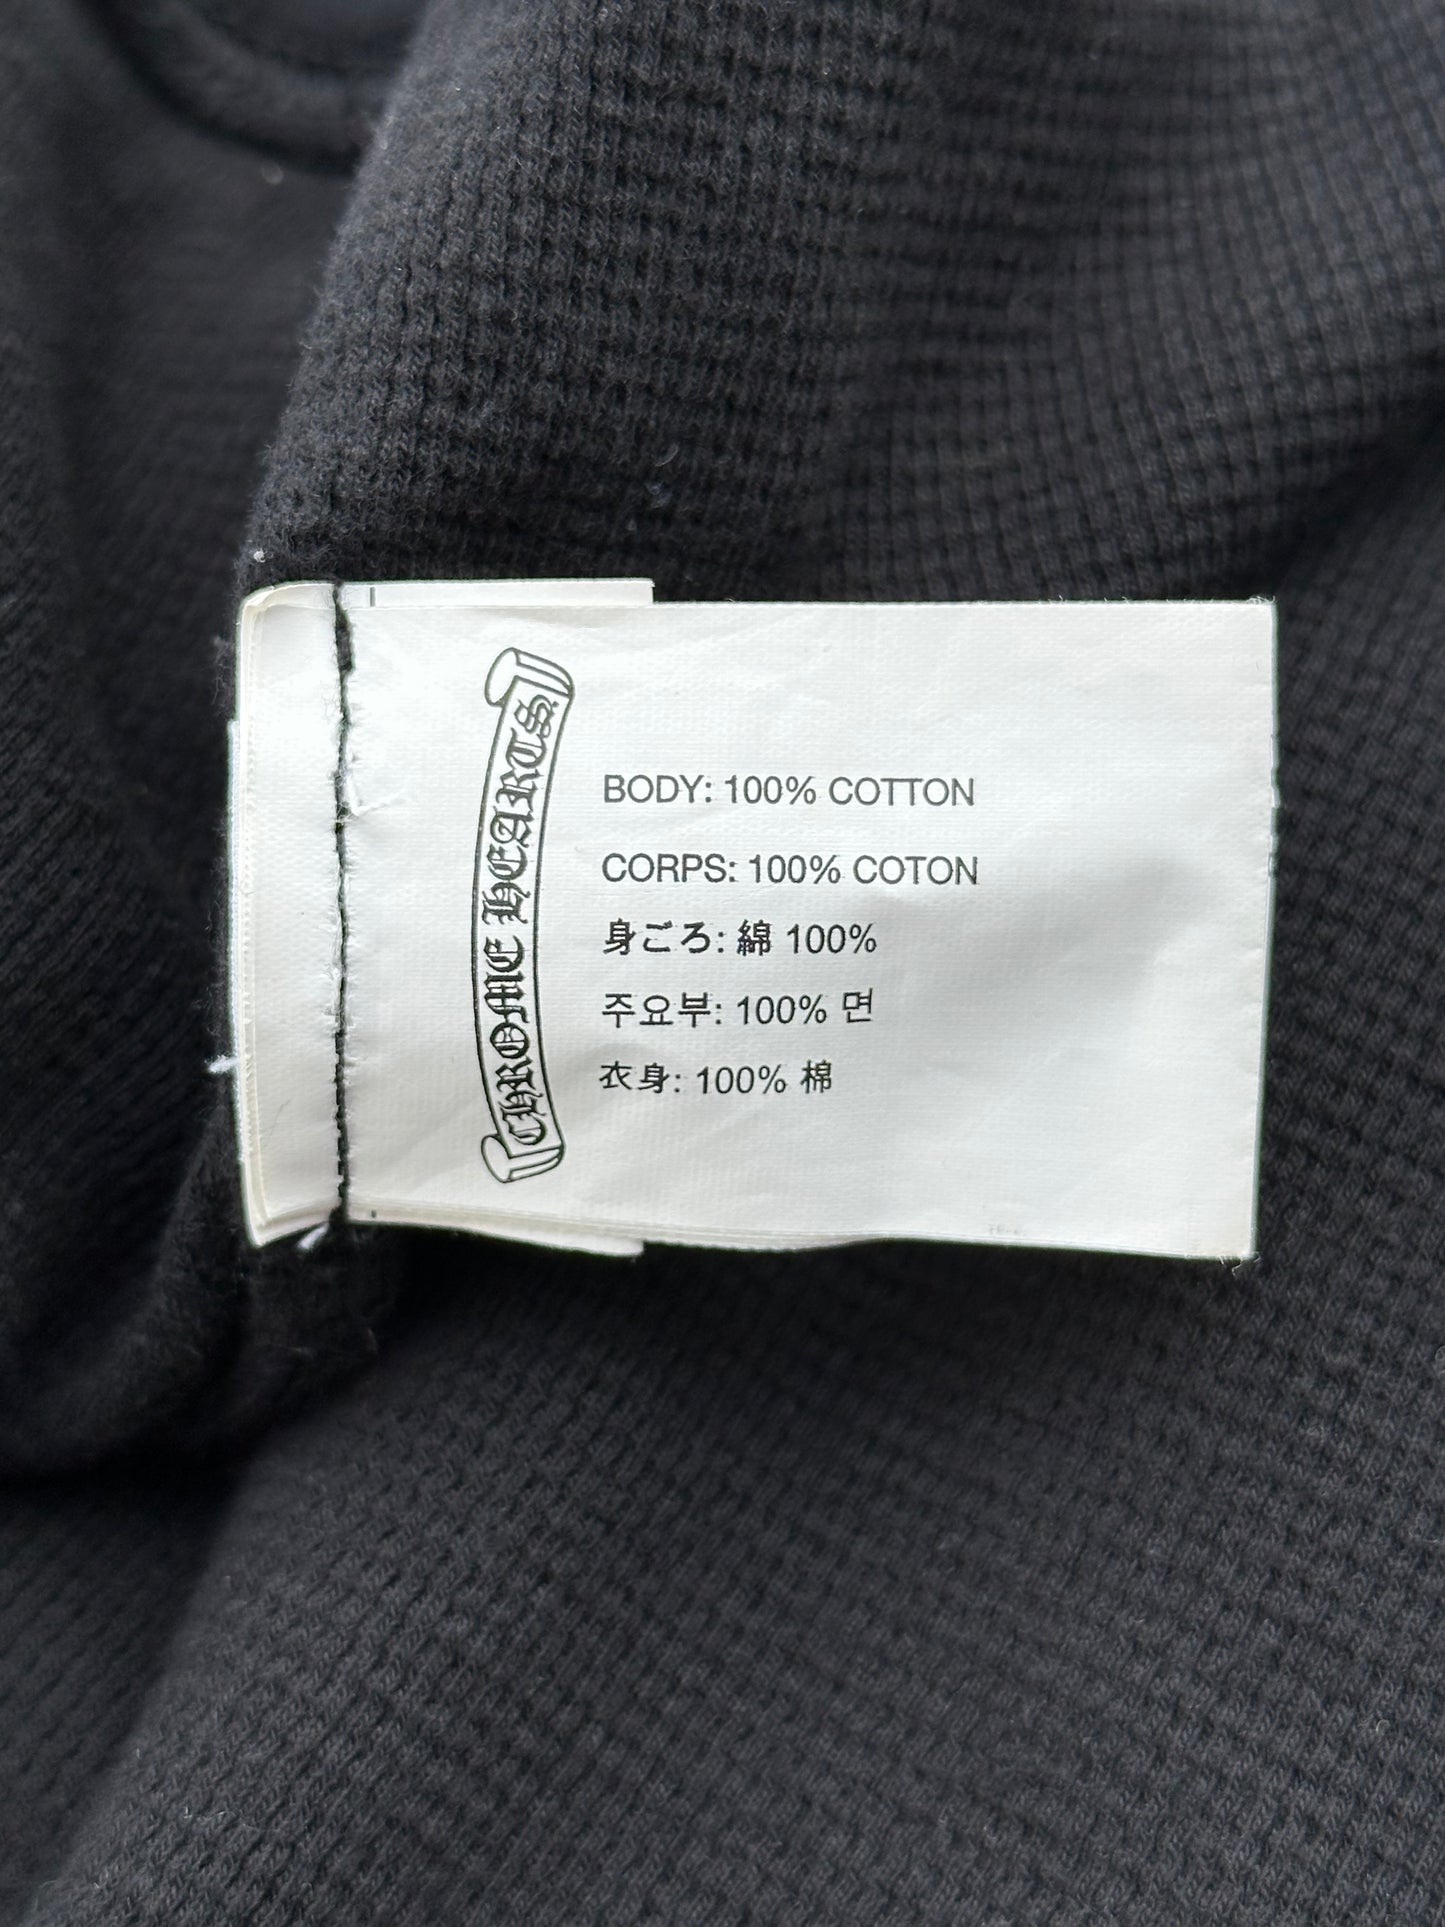 CHROME HEARTS
BODY: 100% COTTON
CORPS: 100% COTON
身ごろ: 綿 100%
주요부: 100% 면
衣身: 100% 棉